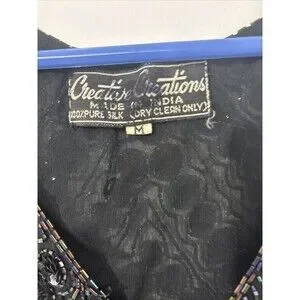 Creative Creations
MADE IN INDIA
100% PURE SILK (DRY CLEAN ONLY)
M